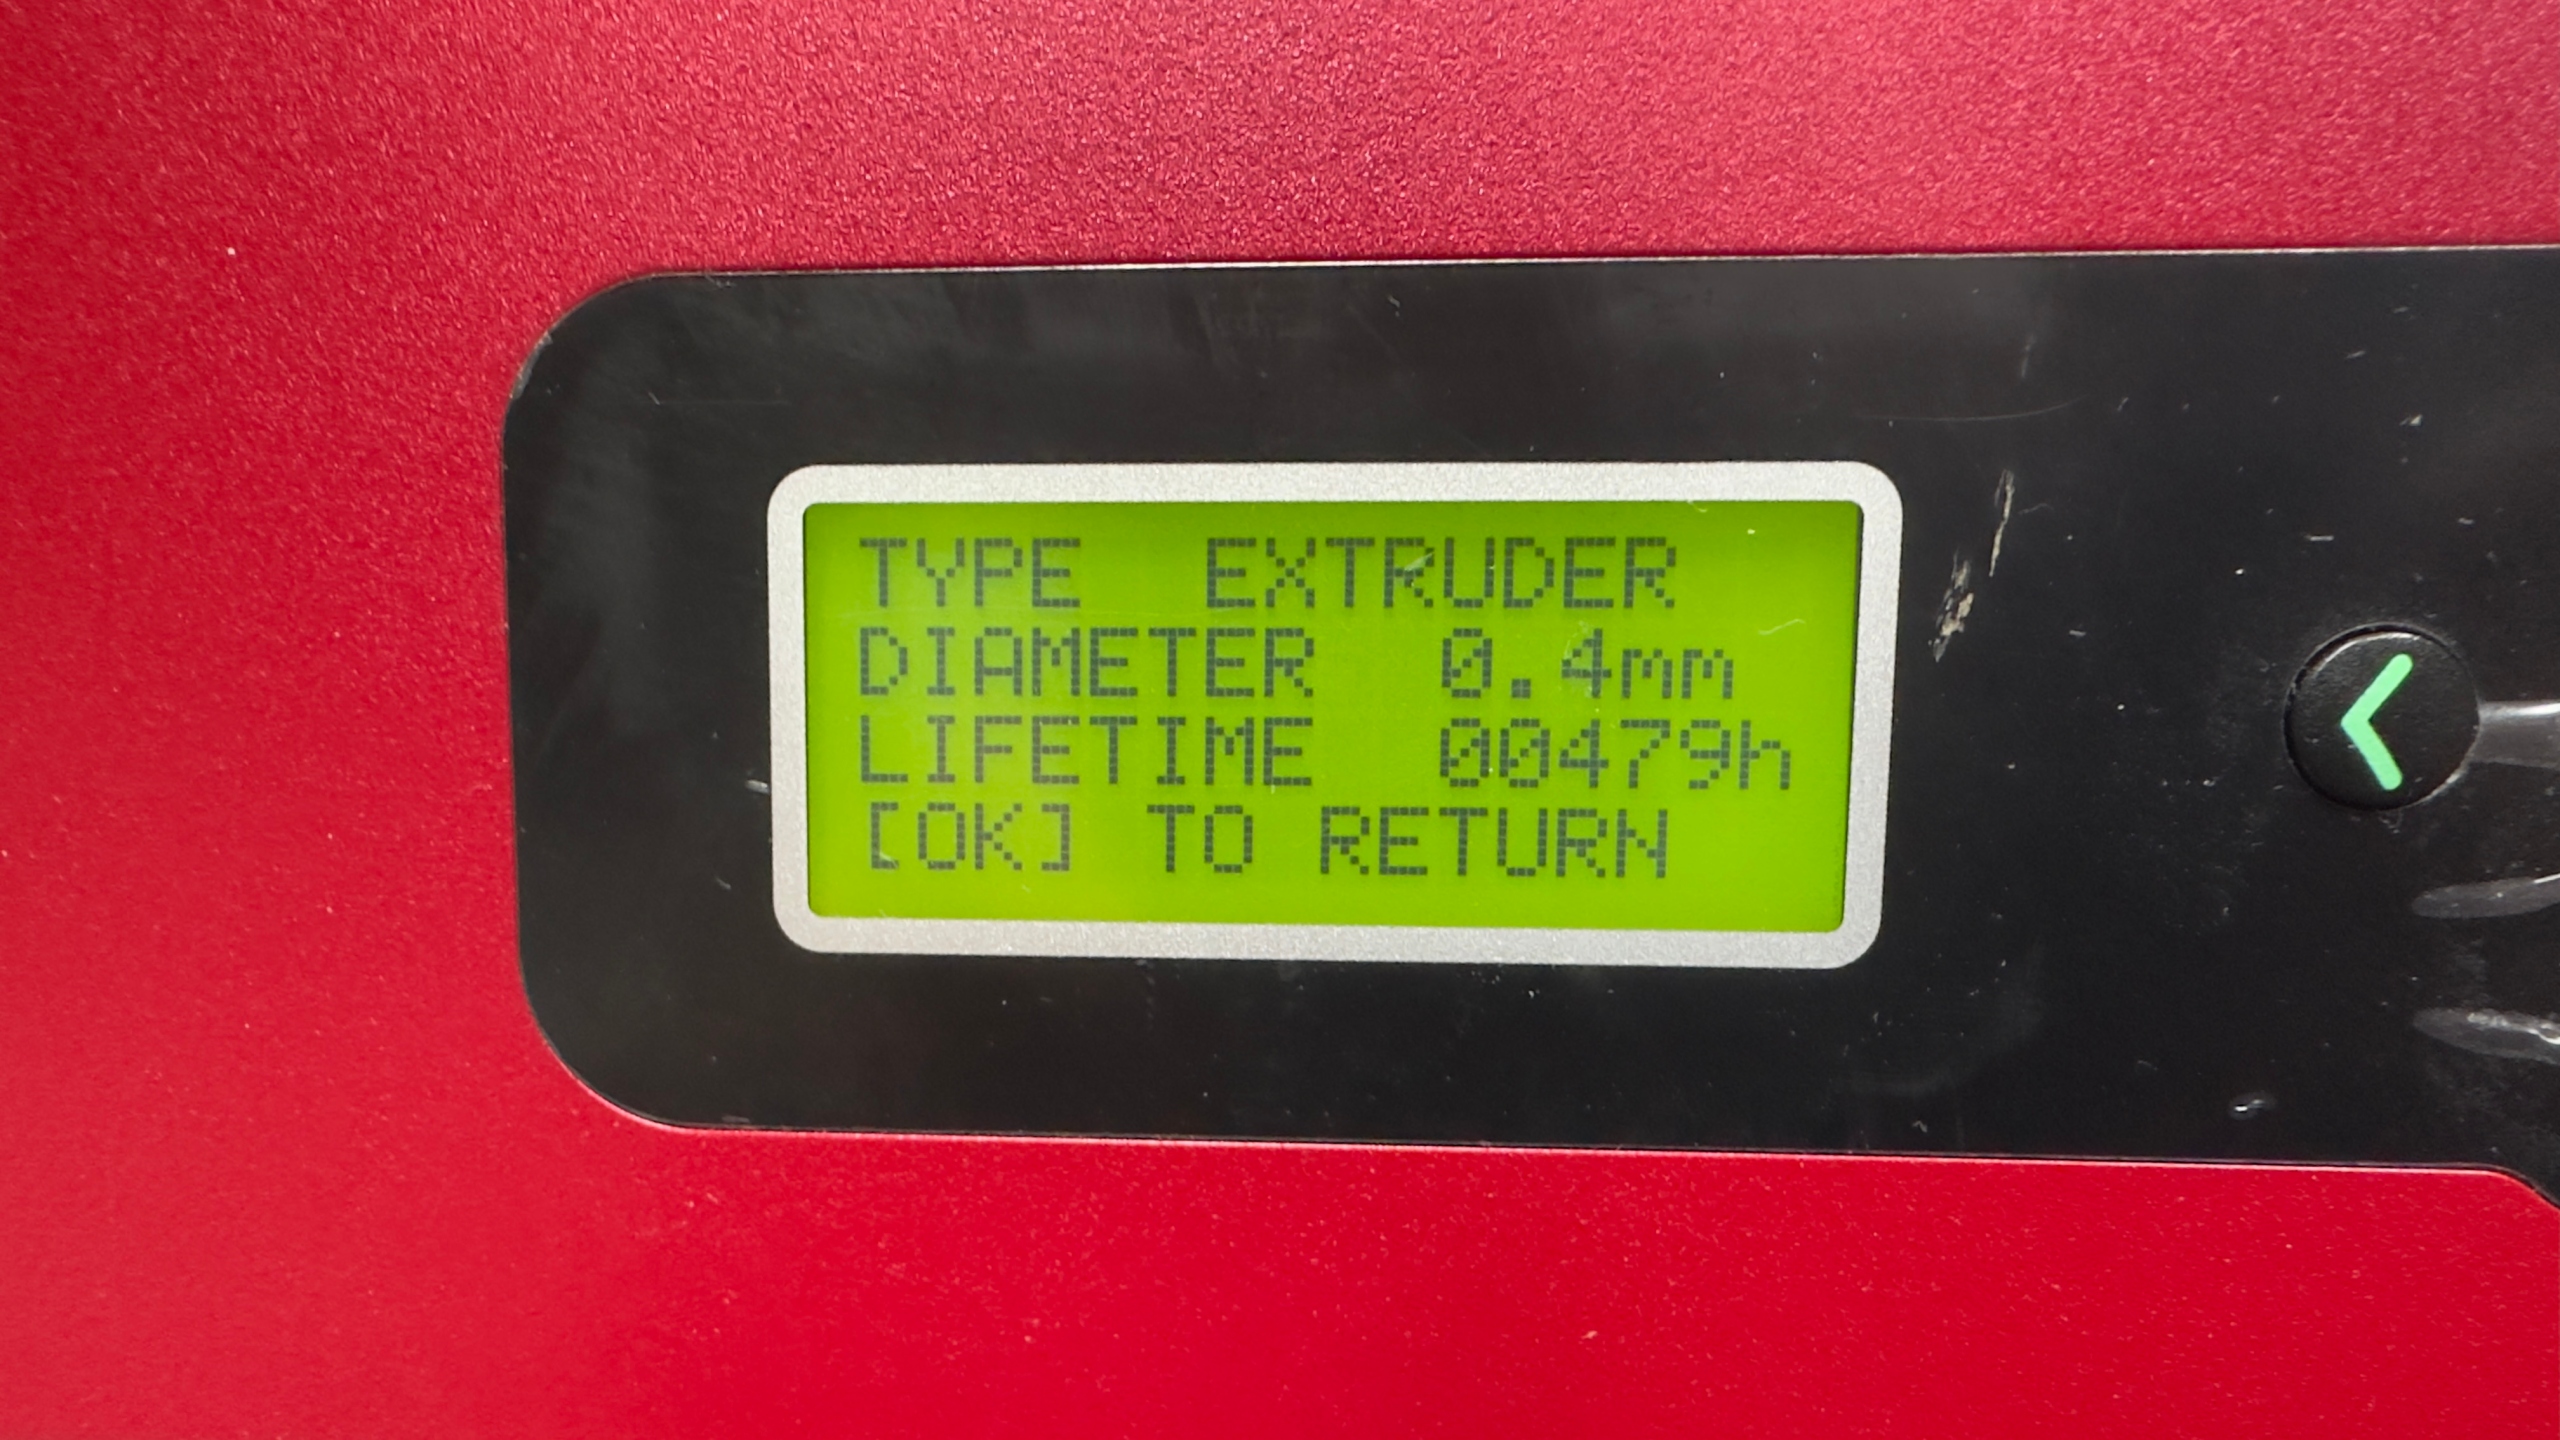 TYPE EXTRUDER
DIAMETER 0.4mm
LIFETIME 00479h
[OK] TO RETURN